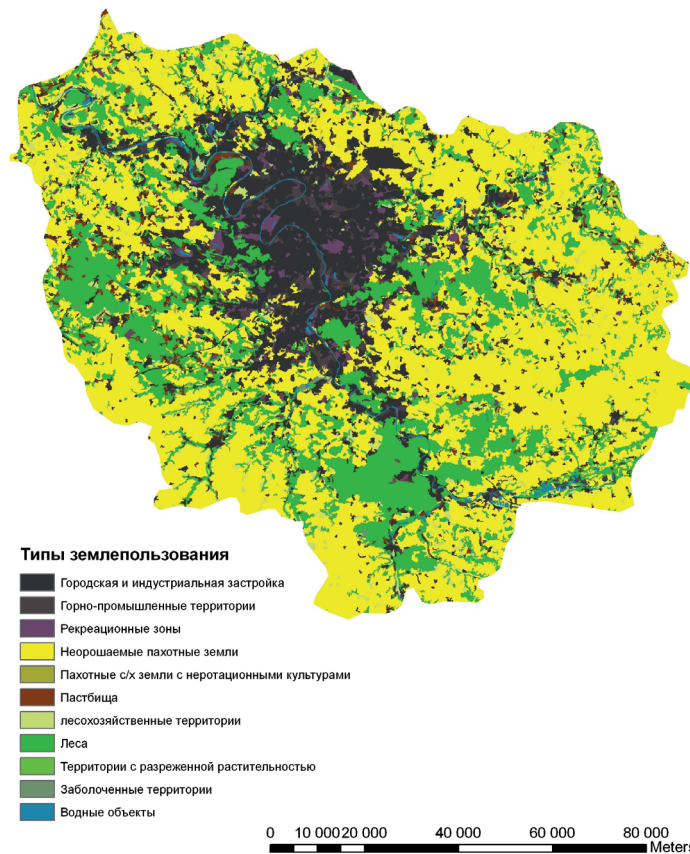 Типы землепользования
Городская и индустриальная застройка
Горно-промышленные территории
Рекреационные зоны
Неорошаемые пахотные земли
Пахотные с/х земли с неротационными культурами
Пастбища
лесохозяйственные территории
Леса
Территории с разреженной растительностью
Заболоченные территории
Водные объекты
0 10 000 20 000 40 000 60 000 80 000
Meters